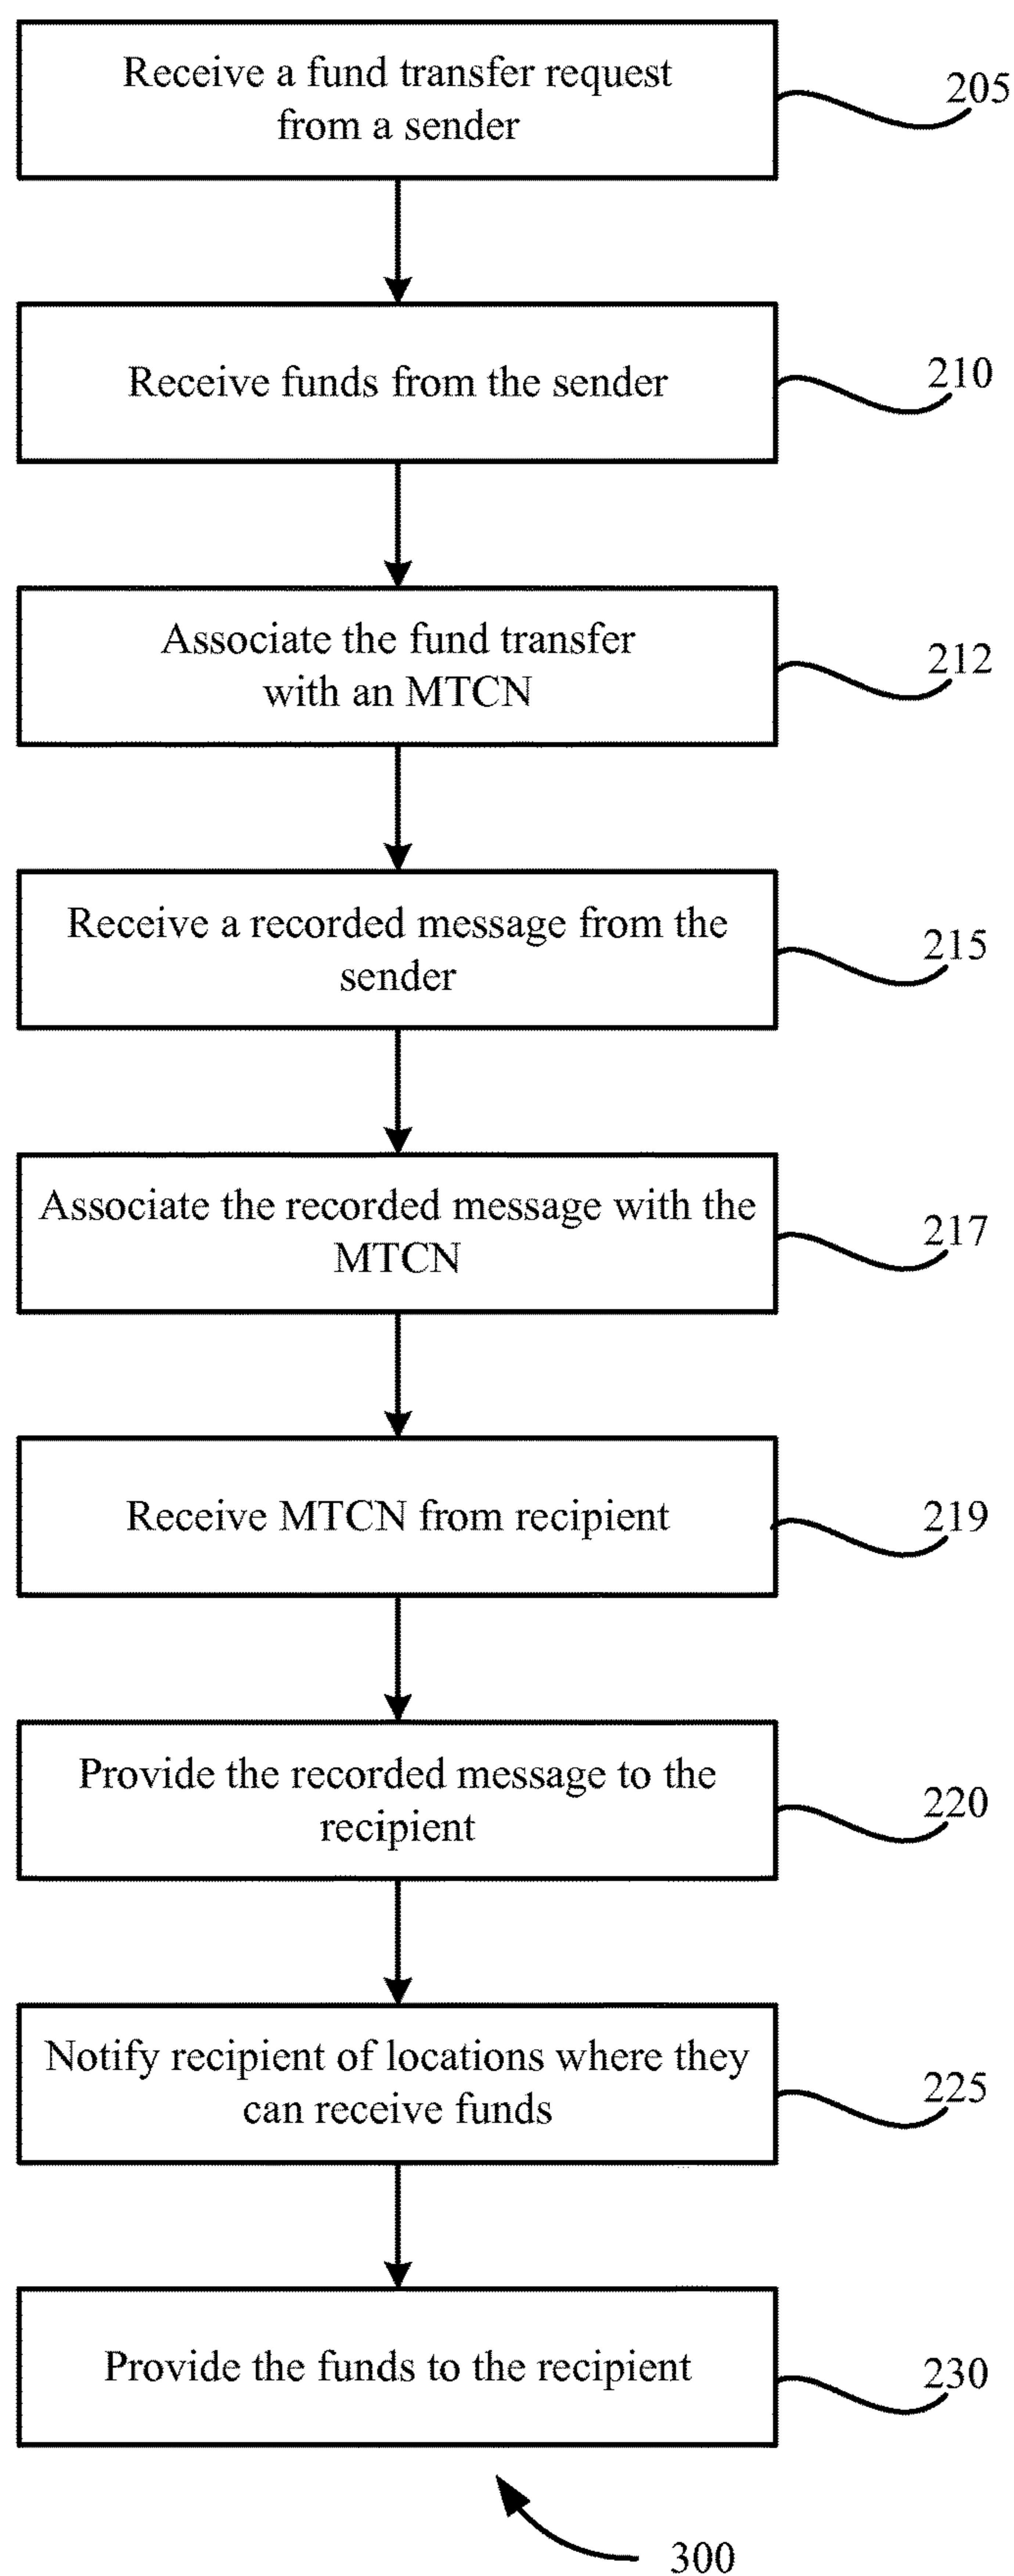 Receive a fund transfer request
from a sender
205
Receive funds from the sender
210
Associate the fund transfer
with an MTCN
212
Receive a recorded message from the
sender
215
Associate the recorded message with the
MTCN
217
Receive MTCN from recipient
219
Provide the recorded message to the
recipient
220
Notify recipient of locations where they
can receive funds
225
Provide the funds to the recipient
230
300